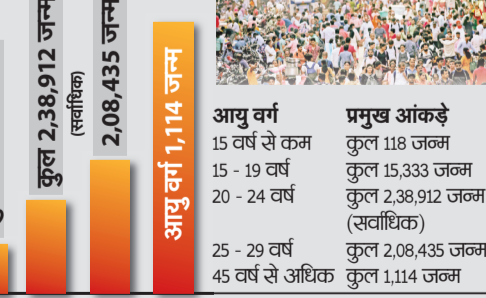 कुल 2,38,912 जन्म
(सर्वाधिक)
2,08,435 जन्म
आयु वर्ग 1,114 जन्म
आयु वर्ग प्रमुख आंकड़े
15 वर्ष से कम कुल 118 जन्म
15 - 19 वर्ष कुल 15,333 जन्म
20 - 24 वर्ष कुल 2,38,912 जन्म
(सर्वाधिक)
25 - 29 वर्ष कुल 2,08,435 जन्म
45 वर्ष से अधिक कुल 1,114 जन्म